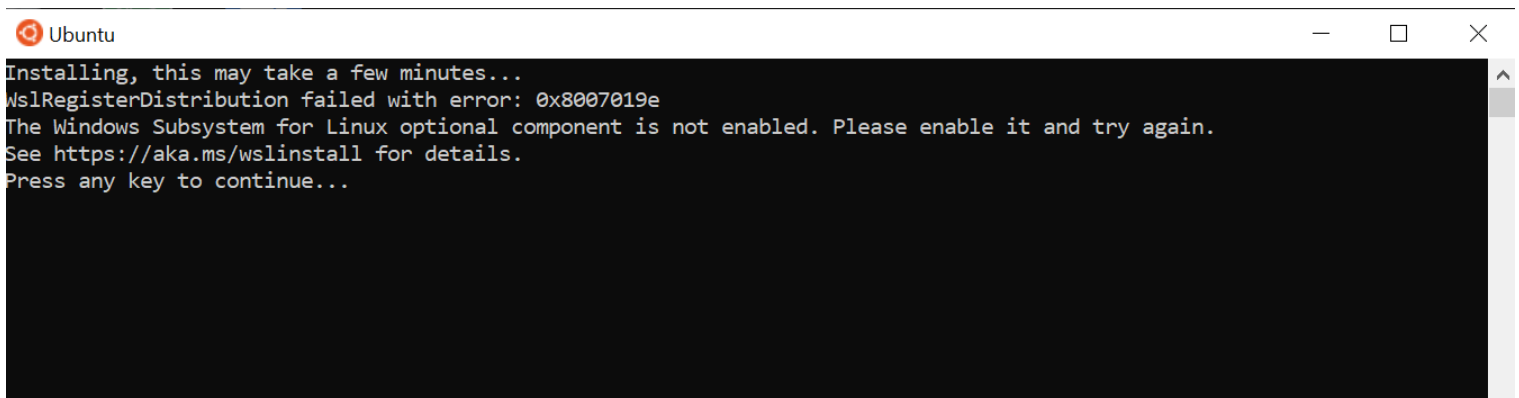 Ubuntu
Installing, this may take a few minutes...
WslRegisterDistribution failed with error: 0x8007019e
The Windows Subsystem for Linux optional component is not enabled. Please enable it and try again.
See https://aka.ms/wslinstall for details.
Press any key to continue...